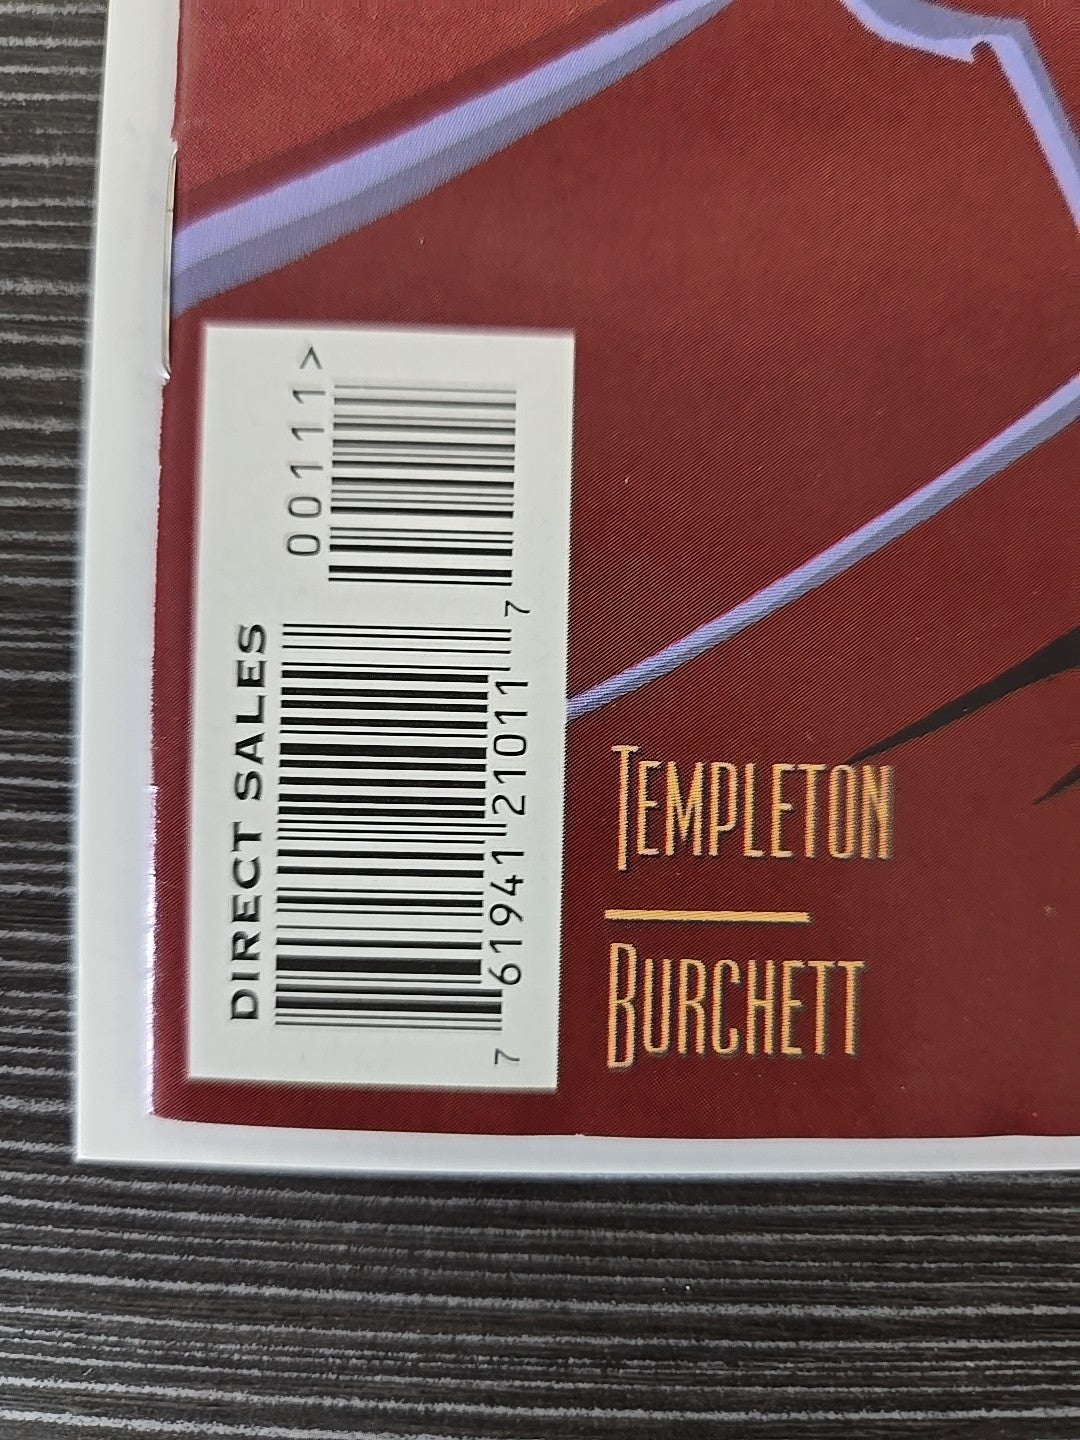 DIRECT SALES
00111>
7 61941 21011 7
TEMPLETON
BURCHETT